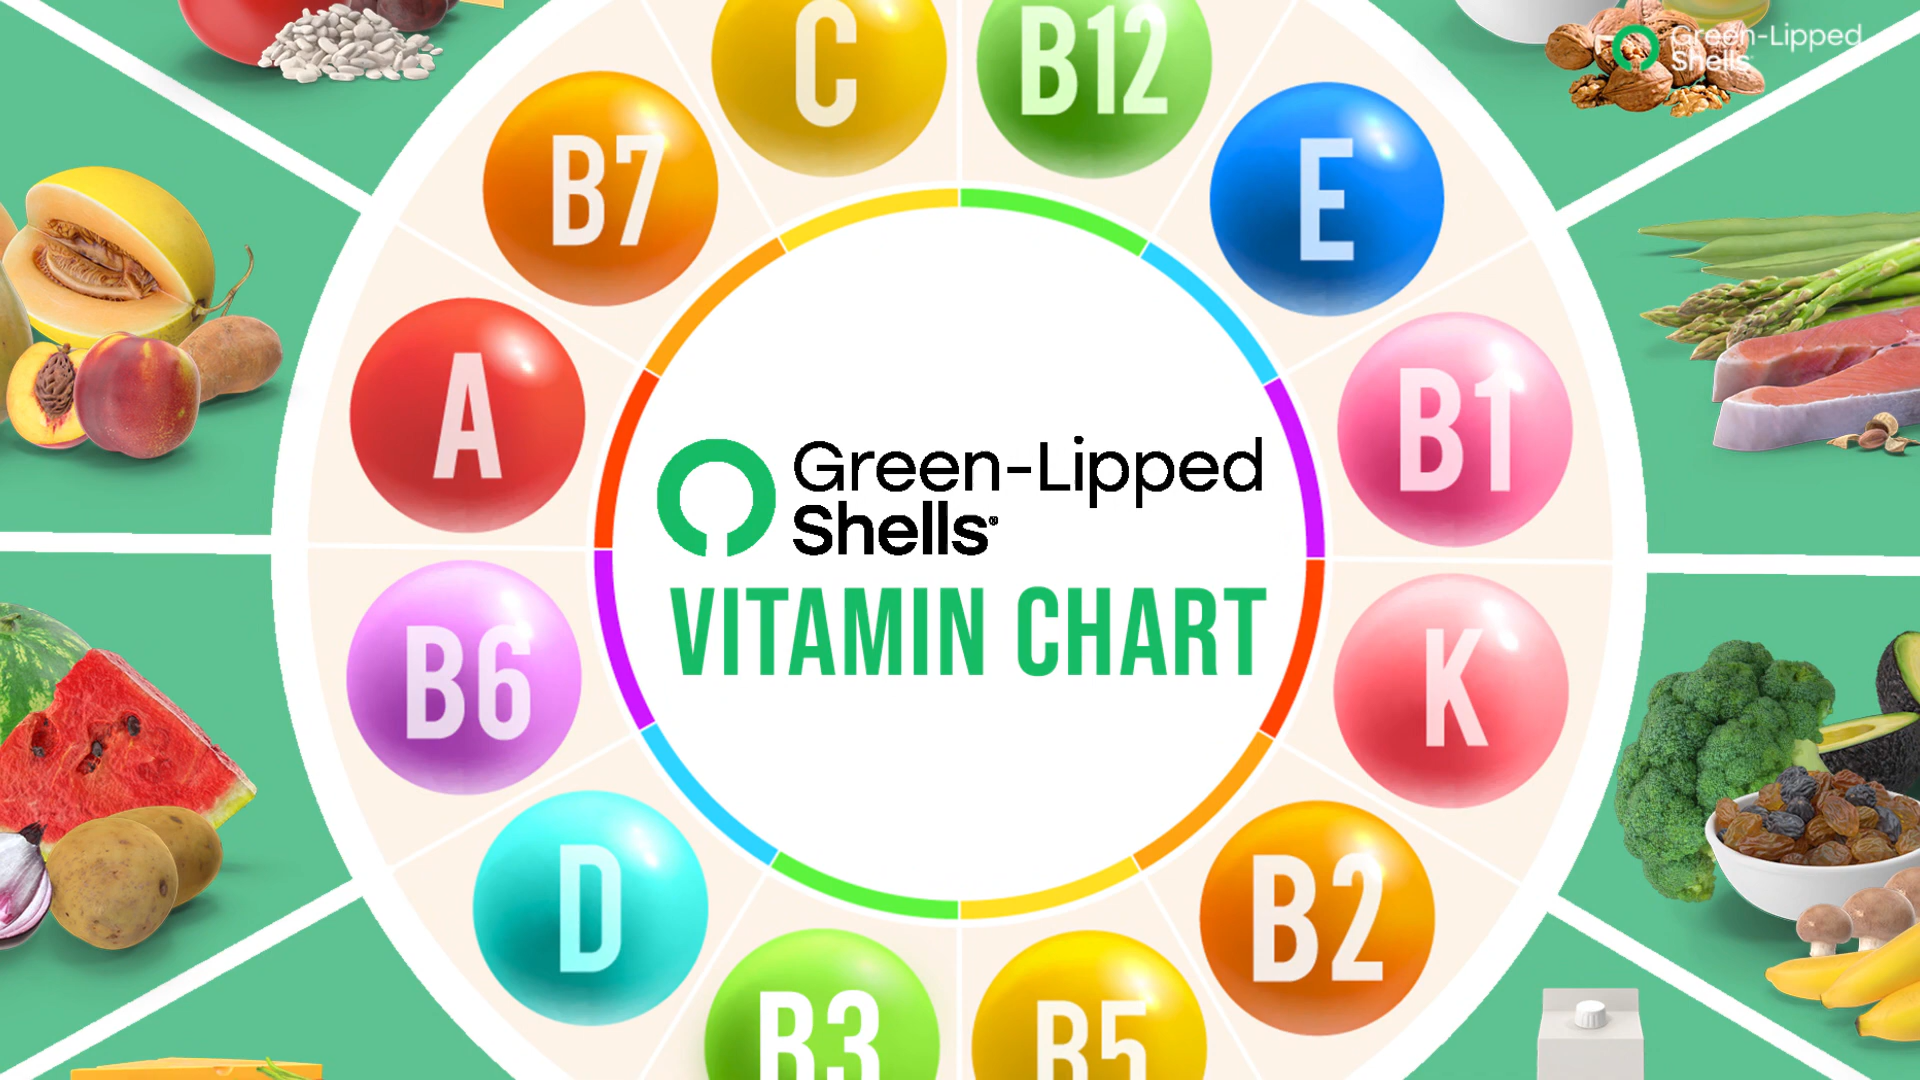 C
B12
Green-Lipped
Shells
B7
E
A
B1
Green-Lipped
Shells®
VITAMIN CHART
B6
K
D
B2
B3
B5